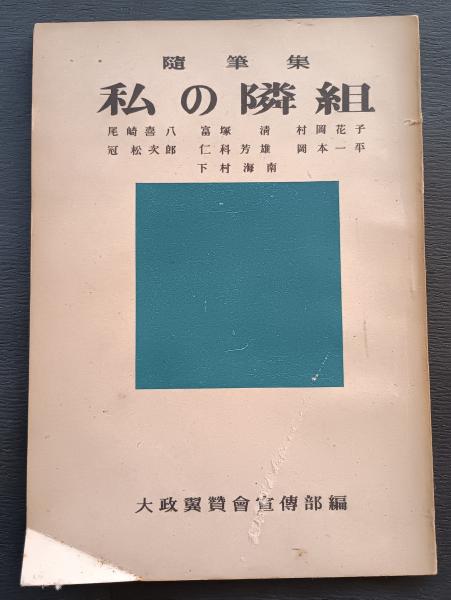 隨筆集
私の隣組
尾崎喜八 富塚清 村岡花子
冠松次郎 仁科芳雄 岡本一平
下村海南
大政翼贊會宣傳部編